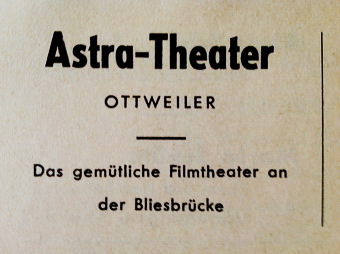 Astra-Theater
OTTWEILER
Das gemütliche Filmtheater an
der Bliesbrücke